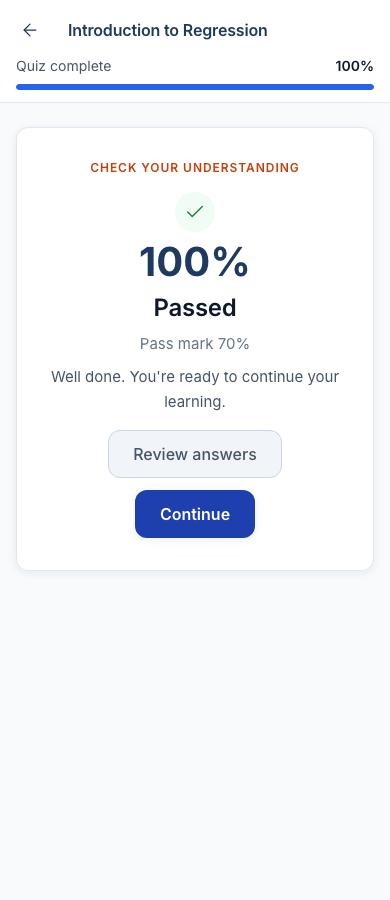 Introduction to Regression
Quiz complete 100%
CHECK YOUR UNDERSTANDING
100%
Passed
Pass mark 70%
Well done. You're ready to continue your
learning.
Review answers
Continue